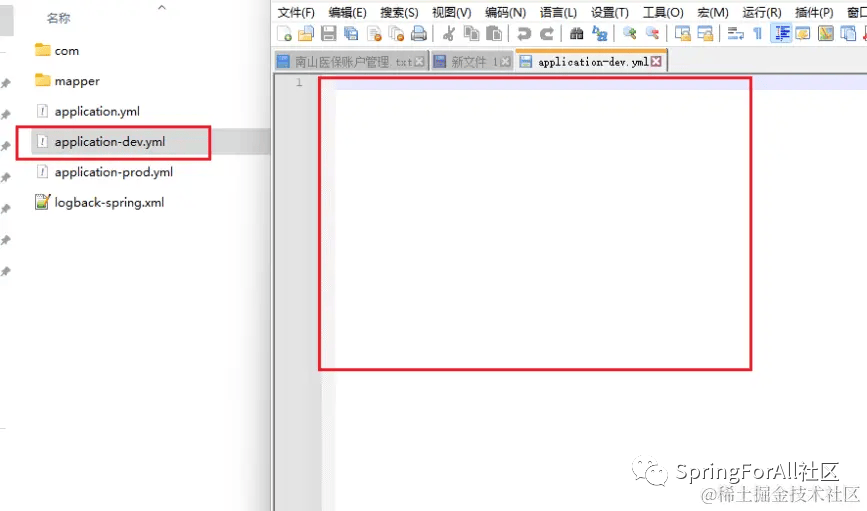 名称
com
mapper
application.yml
application-dev.yml
application-prod.yml
logback-spring.xml
文件(F) 编辑(E) 搜索(S) 视图(V) 编码(N) 语言(L) 设置(T) 工具(O) 宏(M) 运行(R) 插件(P) 窗口
南山医保账户管理 txt 新文件 1 application-dev.yml
1
SpringForAll社区
@稀土掘金技术社区